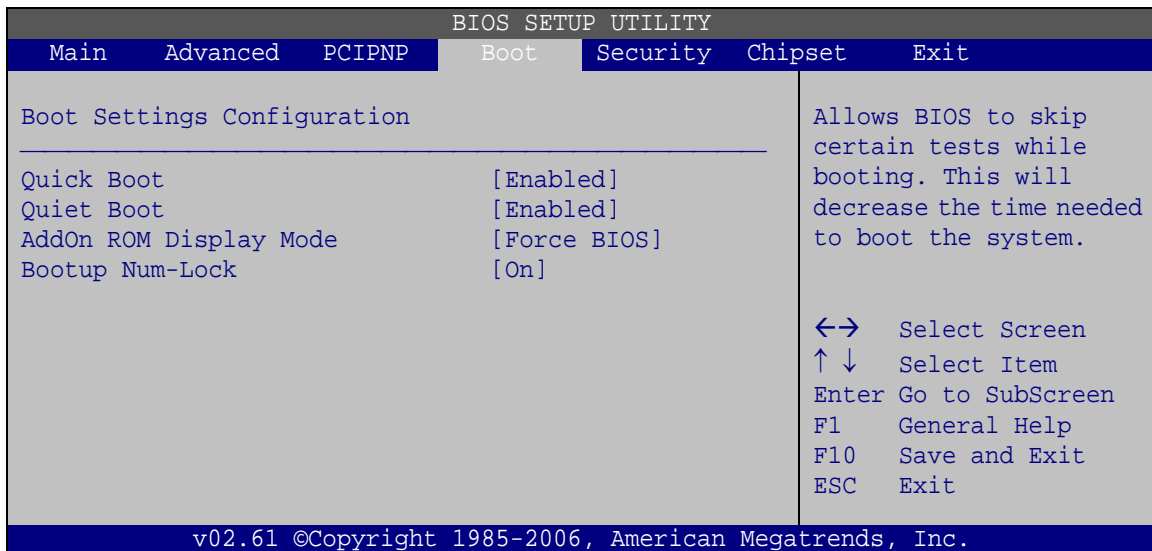 BIOS SETUP UTILITY
Main Advanced PCIPNP Boot Security Chipset Exit
Boot Settings Configuration
Quick Boot [Enabled]
Quiet Boot [Enabled]
AddOn ROM Display Mode [Force BIOS]
Bootup Num-Lock [On]
Allows BIOS to skip
certain tests while
booting. This will
decrease the time needed
to boot the system.
←→ Select Screen
↑ ↓ Select Item
Enter Go to SubScreen
F1 General Help
F10 Save and Exit
ESC Exit
v02.61 ©Copyright 1985-2006, American Megatrends, Inc.